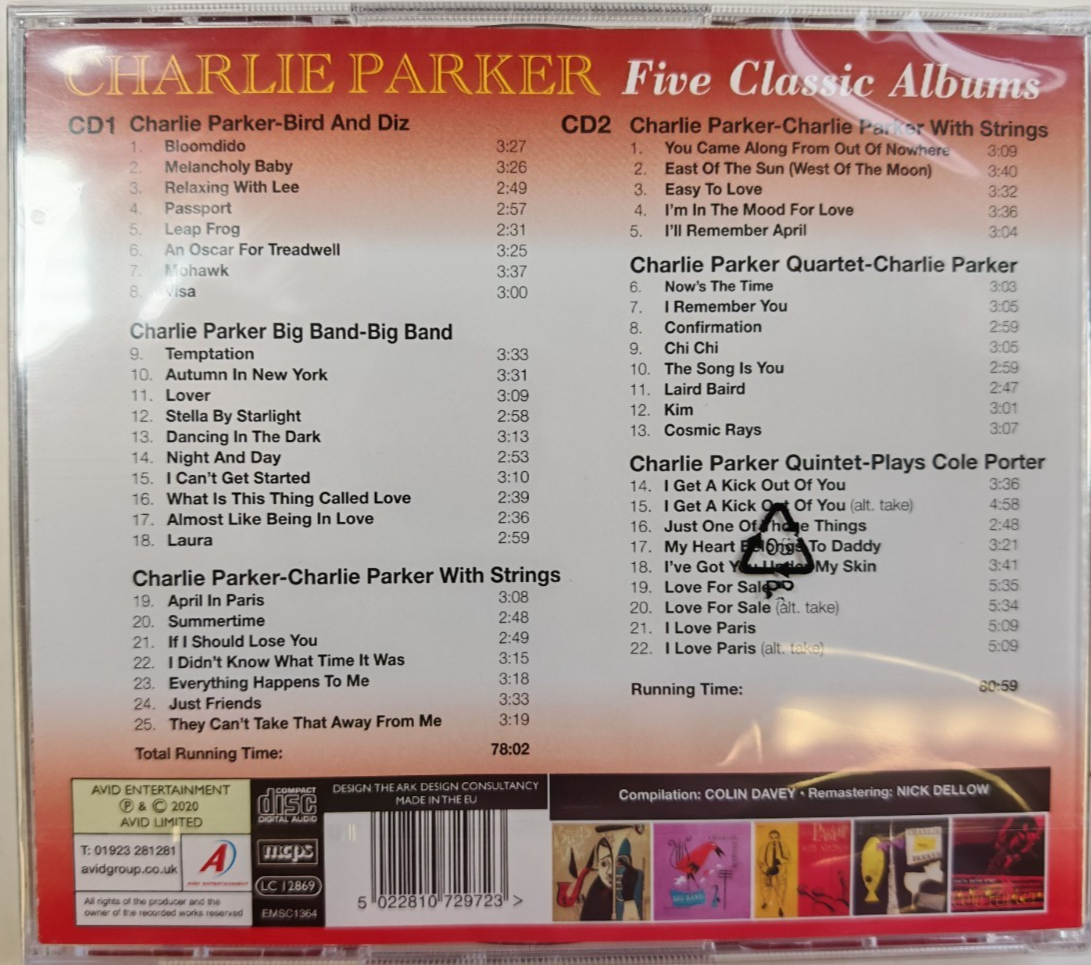 CHARLIE PARKER Five Classic Albums
CD1 Charlie Parker-Bird And Diz
1. Bloomdido 3:27
2. Melancholy Baby 3:26
3. Relaxing With Lee 2:49
4. Passport 2:57
5. Leap Frog 2:31
6. An Oscar For Treadwell 3:25
7. Mohawk 3:37
8. Visa 3:00
Charlie Parker Big Band-Big Band
9. Temptation 3:33
10. Autumn In New York 3:31
11. Lover 3:09
12. Stella By Starlight 2:58
13. Dancing In The Dark 3:13
14. Night And Day 2:53
15. I Can't Get Started 3:10
16. What Is This Thing Called Love 2:39
17. Almost Like Being In Love 2:36
18. Laura 2:59
Charlie Parker-Charlie Parker With Strings
19. April In Paris 3:08
20. Summertime 2:48
21. If I Should Lose You 2:49
22. I Didn't Know What Time It Was 3:15
23. Everything Happens To Me 3:18
24. Just Friends 3:33
25. They Can't Take That Away From Me 3:19
Total Running Time: 78:02
CD2 Charlie Parker-Charlie Parker With Strings
1. You Came Along From Out Of Nowhere 3:09
2. East Of The Sun (West Of The Moon) 3:40
3. Easy To Love 3:32
4. I'm In The Mood For Love 3:36
5. I'll Remember April 3:04
Charlie Parker Quartet-Charlie Parker
6. Now's The Time 3:03
7. I Remember You 3:05
8. Confirmation 2:59
9. Chi Chi 3:05
10. The Song Is You 2:59
11. Laird Baird 2:47
12. Kim 3:01
13. Cosmic Rays 3:07
Charlie Parker Quintet-Plays Cole Porter
14. I Get A Kick Out Of You 3:36
15. I Get A Kick Out Of You (alt. take) 4:58
16. Just One Of Those Things 2:48
17. My Heart Belongs To Daddy 3:21
18. I've Got You Under My Skin 3:41
19. Love For Sale 5:35
20. Love For Sale (alt. take) 5:34
21. I Love Paris 5:09
22. I Love Paris (alt. take) 5:09
Running Time: 80:59
AVID ENTERTAINMENT
Ⓟ & © 2020
AVID LIMITED
T: 01923 281281
avidgroup.co.uk
All rights of the producer and the
owner of the recorded works reserved
COMPACT
disc
DIGITAL AUDIO
mcps
LC 12869
EMSC1364
DESIGN THE ARK DESIGN CONSULTANCY
MADE IN THE EU
5 022810 729723 >
Compilation: COLIN DAVEY • Remastering: NICK DELLOW